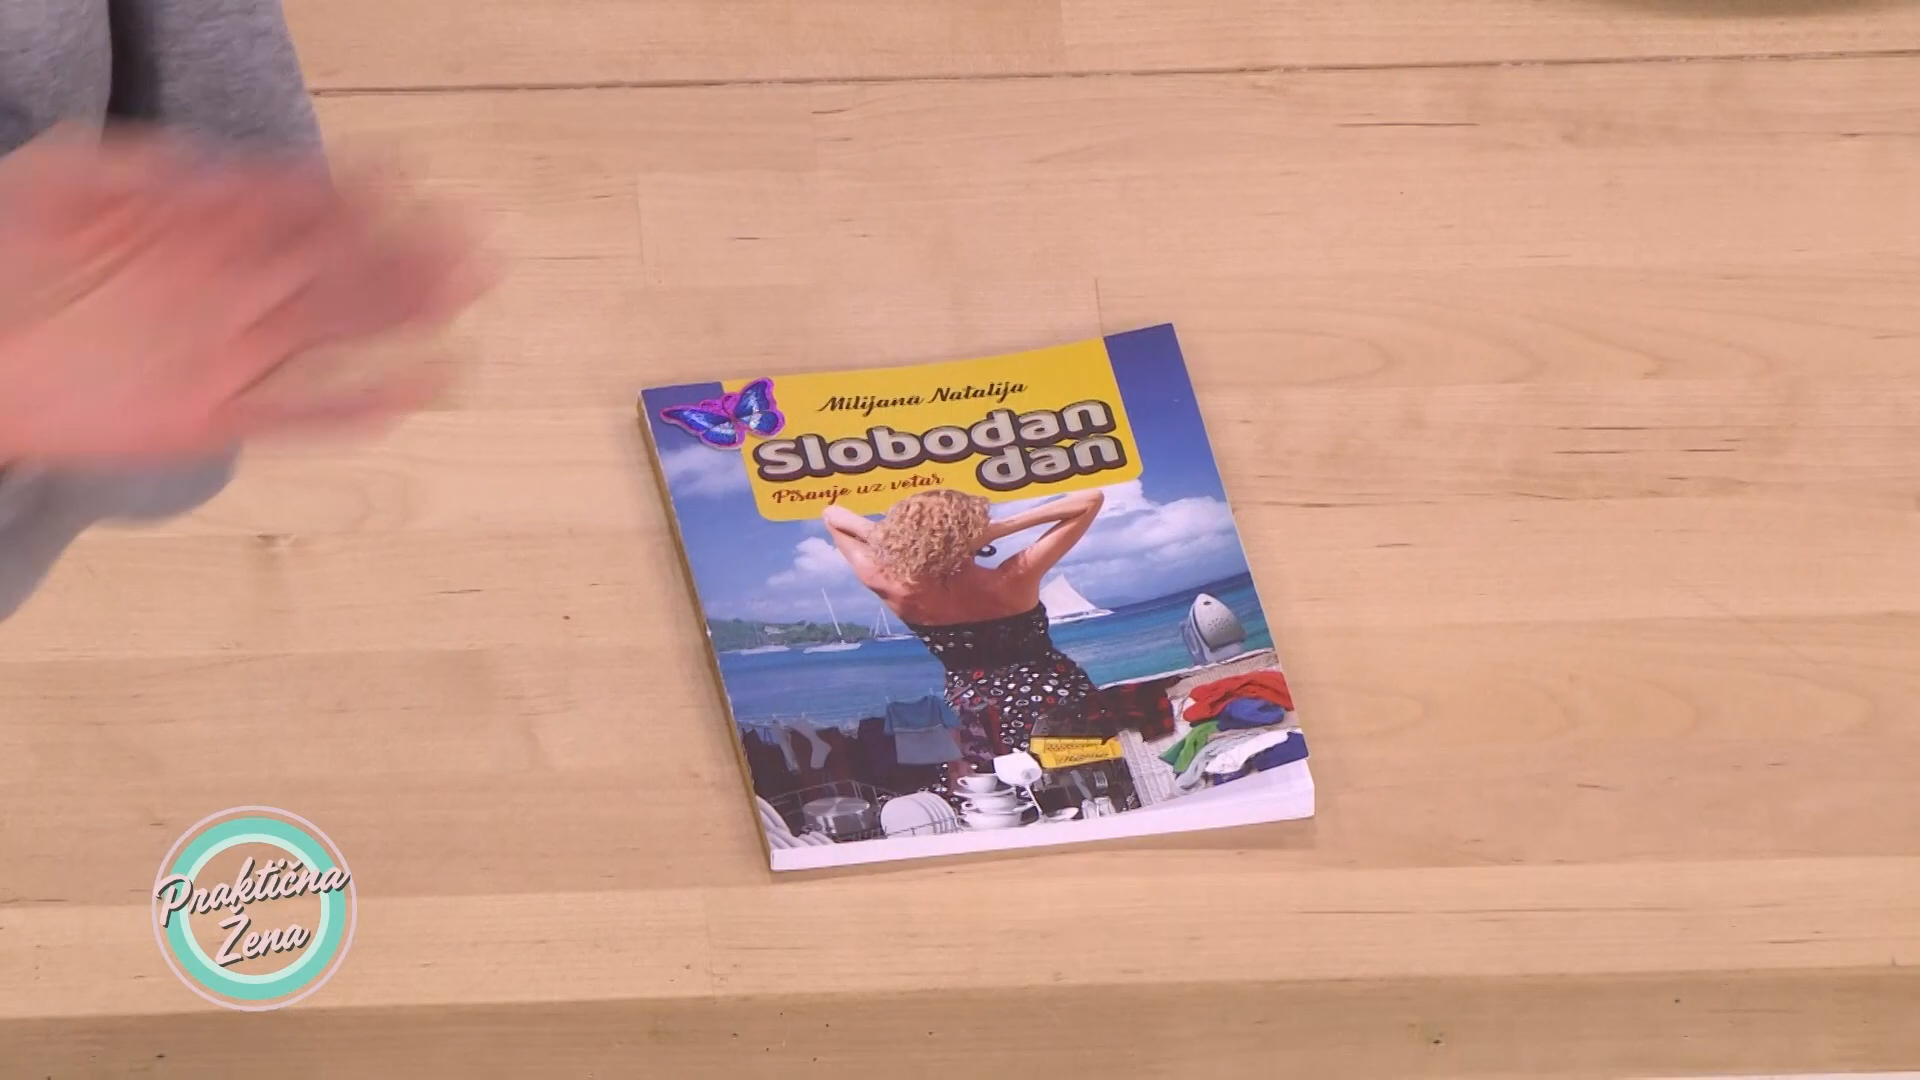 Milijana Natalija
Slobodan
dan
Pisanje uz vetar
Praktična
Žena